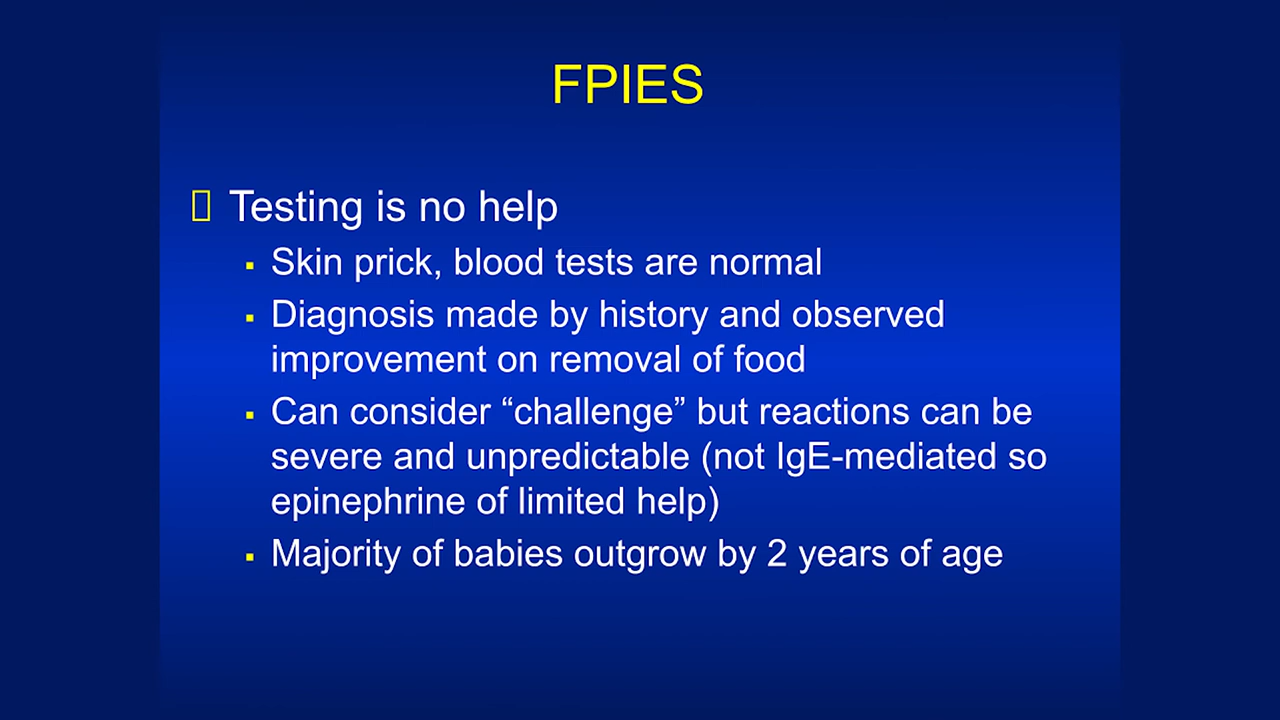 FPIES
Testing is no help
▪ Skin prick, blood tests are normal
▪ Diagnosis made by history and observed
improvement on removal of food
▪ Can consider “challenge” but reactions can be
severe and unpredictable (not IgE-mediated so
epinephrine of limited help)
▪ Majority of babies outgrow by 2 years of age